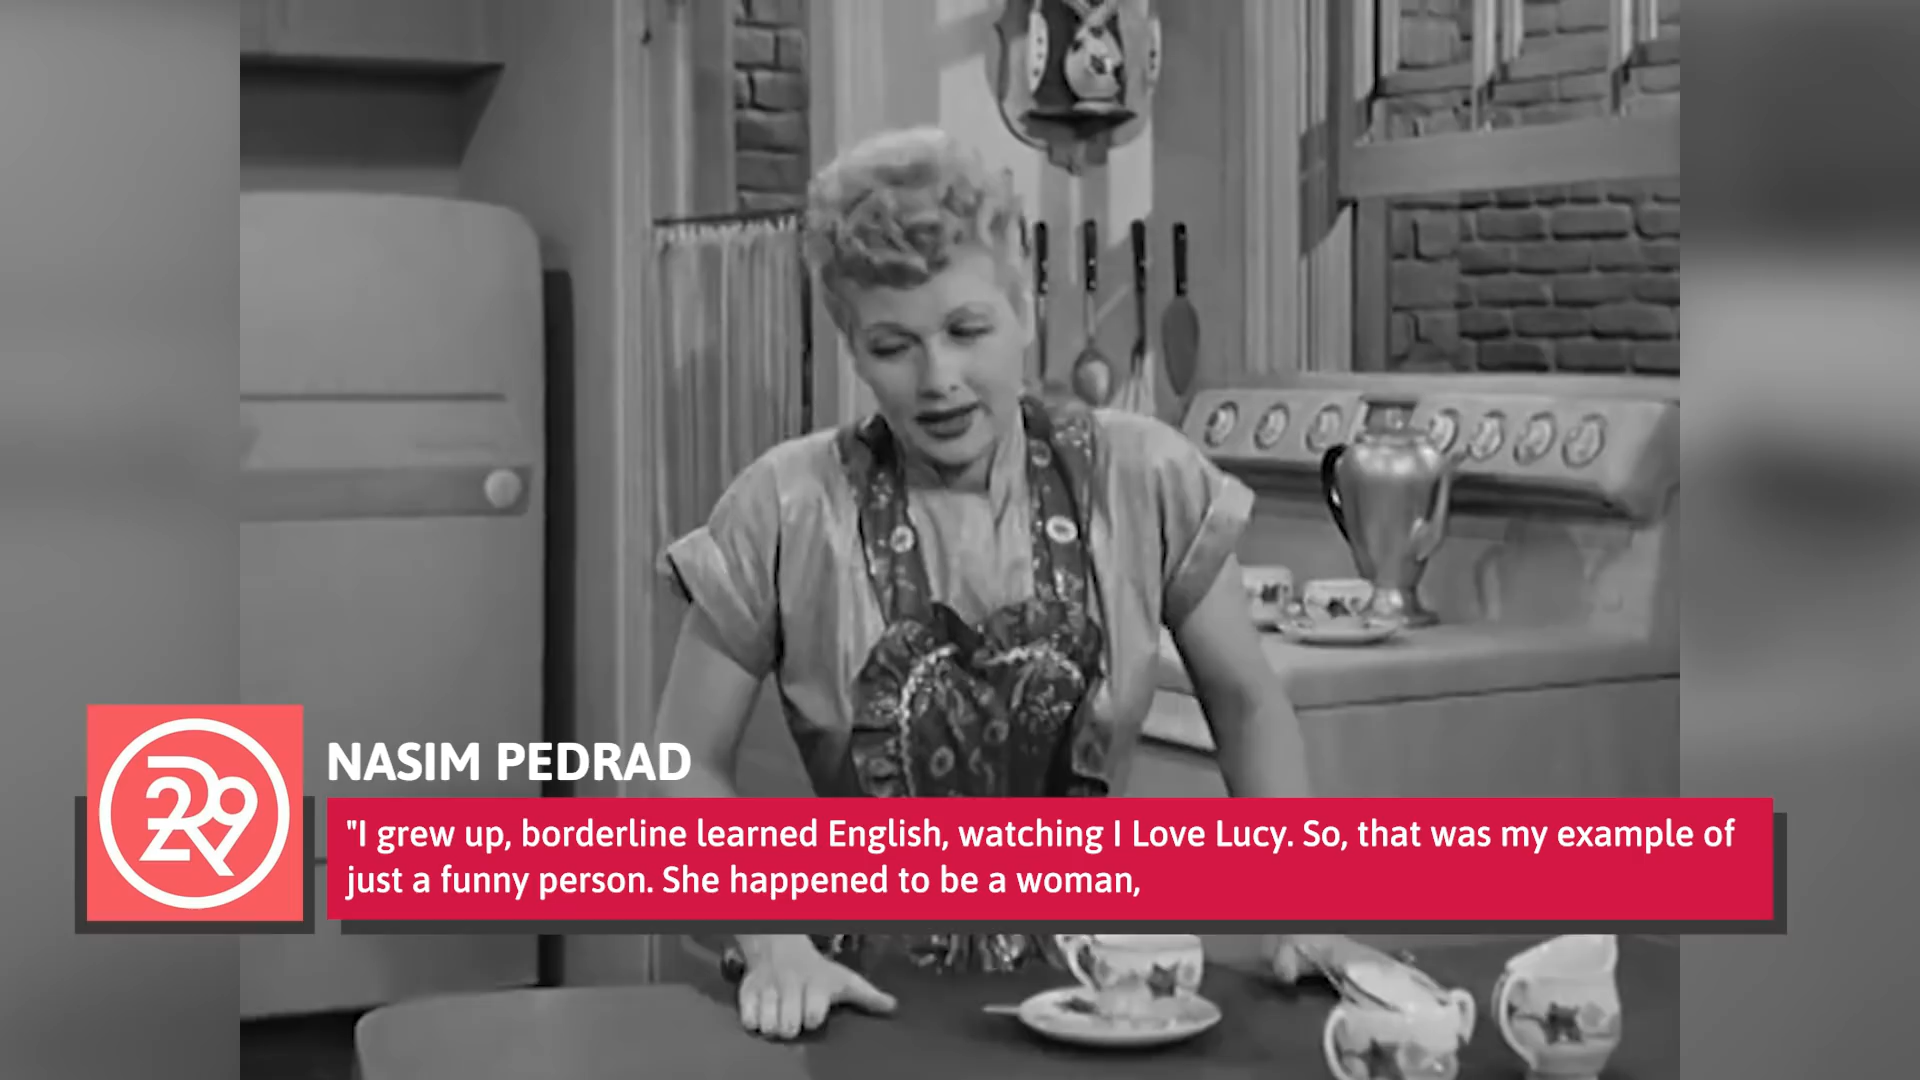 R29
NASIM PEDRAD
"I grew up, borderline learned English, watching I Love Lucy. So, that was my example of
just a funny person. She happened to be a woman,